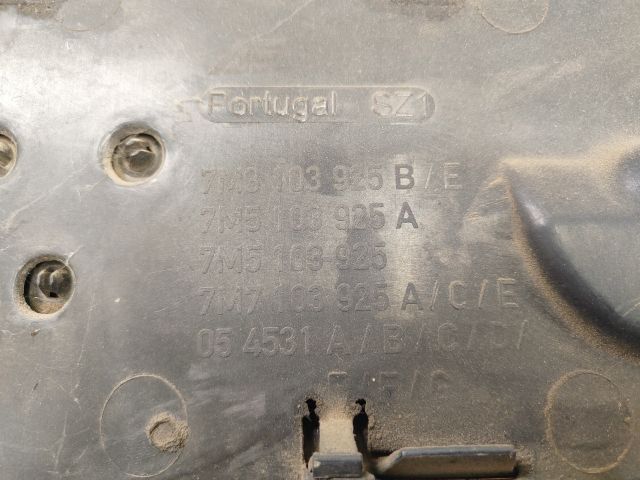 Portugal SZ1
7M3 103 925 B/E
7M5 103 925 A
7M5 103 925
7M7 103 925 A/C/E
05 4531 A/B/C/D/